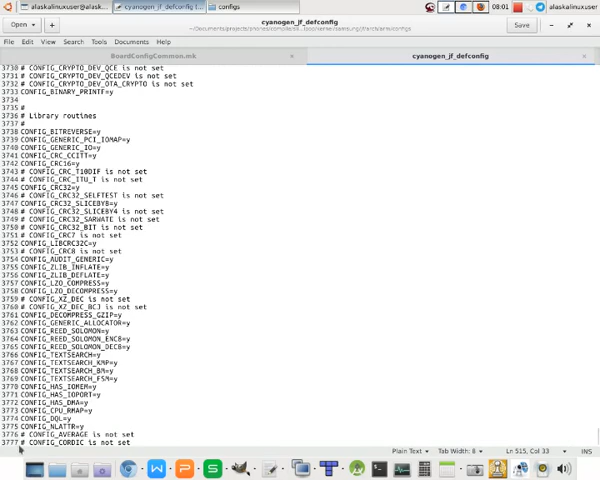 alaskalinuxuser@alask...
cyanogen_jf_defconfig (...
configs
08:01
alaskalinuxuser
Open
cyanogen_jf_defconfig
Save
File Edit View Search Tools Documents Help
BoardConfigCommon.mk
cyanogen_jf_defconfig
3730 # CONFIG_CRYPTO_DEV_QCE is not set
3731 # CONFIG_CRYPTO_DEV_QCEDEV is not set
3732 # CONFIG_CRYPTO_DEV_OTA_CRYPTO is not set
3733 CONFIG_BINARY_PRINTF=y
3734
3735 #
3736 # Library routines
3737 #
3738 CONFIG_BITREVERSE=y
3739 CONFIG_GENERIC_PCI_IOMAP=y
3740 CONFIG_GENERIC_IO=y
3741 CONFIG_CRC_CCITT=y
3742 CONFIG_CRC16=y
3743 # CONFIG_CRC_T10DIF is not set
3744 # CONFIG_CRC_ITU_T is not set
3745 CONFIG_CRC32=y
3746 # CONFIG_CRC32_SELFTEST is not set
3747 CONFIG_CRC32_SLICEBY8=y
3748 # CONFIG_CRC32_SLICEBY4 is not set
3749 # CONFIG_CRC32_SARWATE is not set
3750 # CONFIG_CRC32_BIT is not set
3751 # CONFIG_CRC7 is not set
3752 CONFIG_LIBCRC32C=y
3753 # CONFIG_CRC8 is not set
3754 CONFIG_AUDIT_GENERIC=y
3755 CONFIG_ZLIB_INFLATE=y
3756 CONFIG_ZLIB_DEFLATE=y
3757 CONFIG_LZO_COMPRESS=y
3758 CONFIG_LZO_DECOMPRESS=y
3759 # CONFIG_XZ_DEC is not set
3760 # CONFIG_XZ_DEC_BCJ is not set
3761 CONFIG_DECOMPRESS_GZIP=y
3762 CONFIG_GENERIC_ALLOCATOR=y
3763 CONFIG_REED_SOLOMON=y
3764 CONFIG_REED_SOLOMON_ENC8=y
3765 CONFIG_REED_SOLOMON_DEC8=y
3766 CONFIG_TEXTSEARCH=y
3767 CONFIG_TEXTSEARCH_KMP=y
3768 CONFIG_TEXTSEARCH_BM=y
3769 CONFIG_TEXTSEARCH_FSM=y
3770 CONFIG_HAS_IOMEM=y
3771 CONFIG_HAS_IOPORT=y
3772 CONFIG_HAS_DMA=y
3773 CONFIG_CPU_RMAP=y
3774 CONFIG_DQL=y
3775 CONFIG_NLATTR=y
3776 # CONFIG_AVERAGE is not set
3777 # CONFIG_CORDIC is not set
Plain Text Tab Width: 8 Ln 515, Col 33 INS